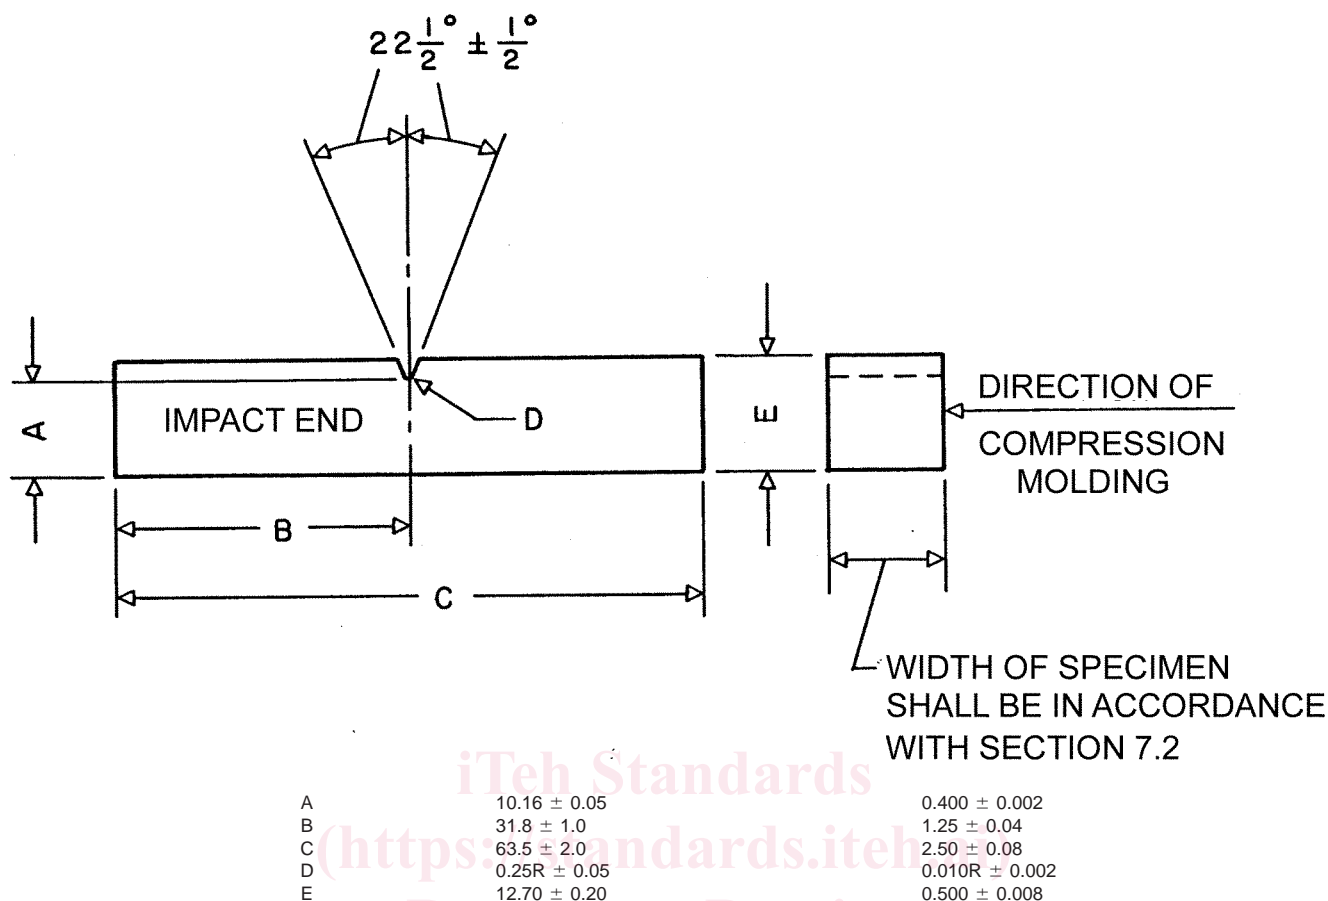 22 1/2° ± 1/2°
IMPACT END
A
B
C
D
E
DIRECTION OF
COMPRESSION
MOLDING
WIDTH OF SPECIMEN
SHALL BE IN ACCORDANCE
WITH SECTION 7.2
iTeh Standards
A 10.16 ± 0.05 0.400 ± 0.002
B 31.8 ± 1.0 1.25 ± 0.04
(https://standards.iteh.ai)
C 63.5 ± 2.0 2.50 ± 0.08
D 0.25R ± 0.05 0.010R ± 0.002
E 12.70 ± 0.20 0.500 ± 0.008